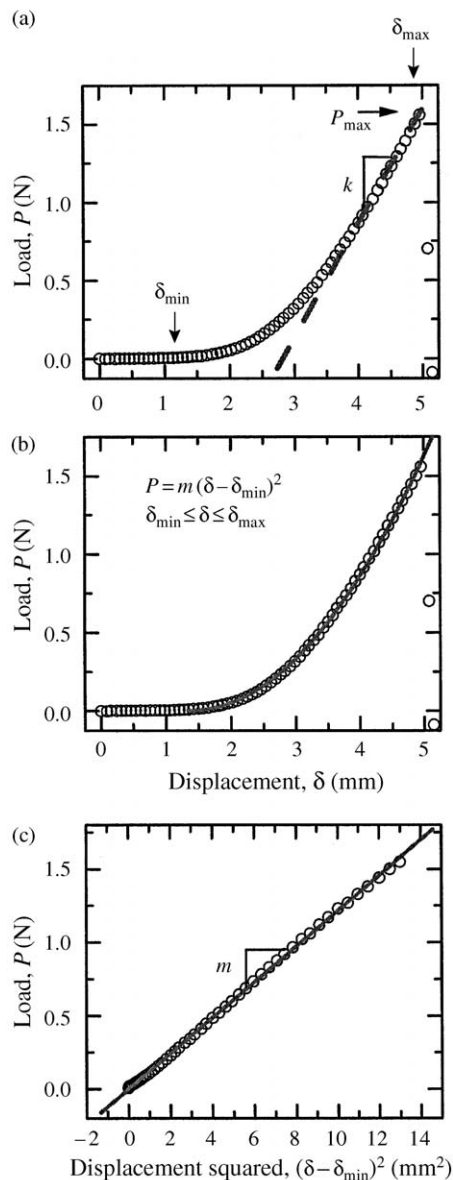 (a)
δmax
Pmax
k
δmin
Load, P (N)
1.5
1.0
0.5
0.0
0 1 2 3 4 5
(b)
P = m (δ–δmin)2
δmin ≤ δ ≤ δmax
Load, P (N)
1.5
1.0
0.5
0.0
0 1 2 3 4 5
Displacement, δ (mm)
(c)
m
Load, P (N)
1.5
1.0
0.5
0.0
−2 0 2 4 6 8 10 12 14
Displacement squared, (δ–δmin)2 (mm2)